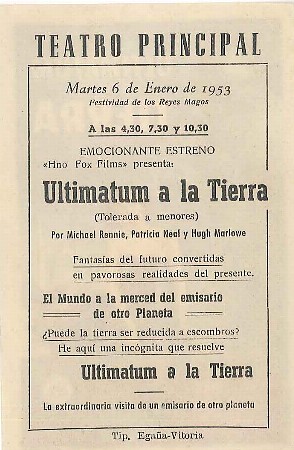 TEATRO PRINCIPAL
Martes 6 de Enero de 1953
Festividad de los Reyes Magos
A las 4,30, 7,30 y 10,30
EMOCIONANTE ESTRENO
«Hno Fox Films» presenta:
Ultimatum a la Tierra
(Tolerada a menores)
Por Michael Rennie, Patricia Neal y Hugh Marlowe
Fantasías del futuro convertidas
en pavorosas realidades del presente.
El Mundo a la merced del emisario
de otro Planeta
¿Puede la tierra ser reducida a escombros?
He aquí una incógnita que resuelve
Ultimatum a la Tierra
La extraordinaria visita de un emisario de otro planeta
Tip. Egaña-Vitoria